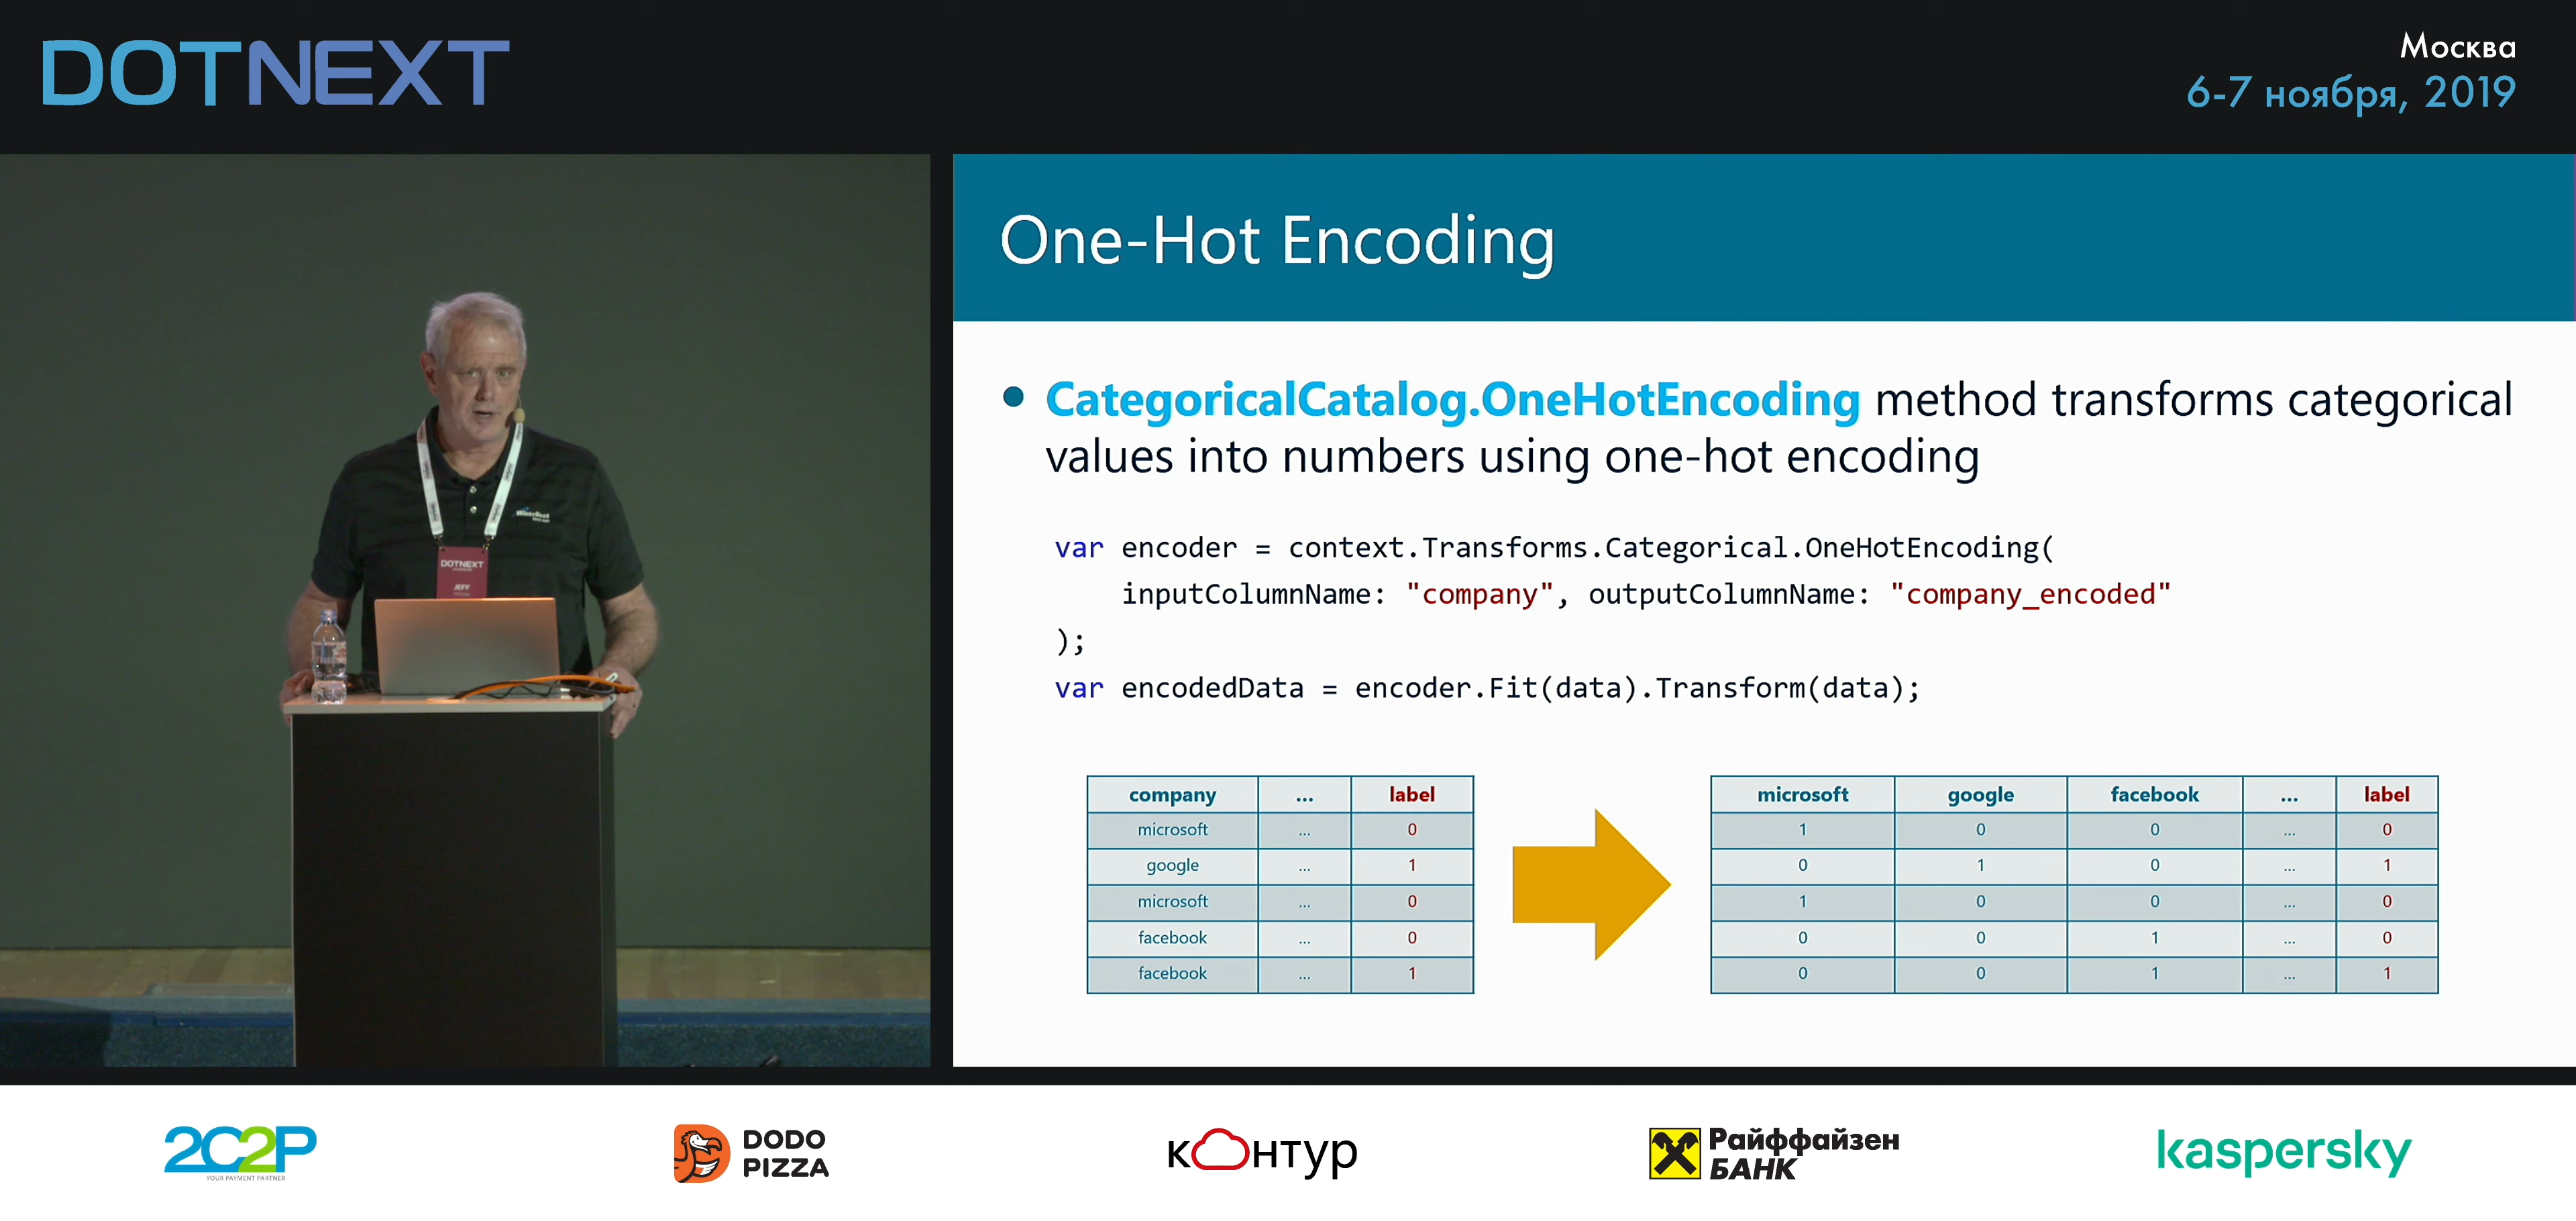 DOTNEXT
Москва
6-7 ноября, 2019
One-Hot Encoding
• CategoricalCatalog.OneHotEncoding method transforms categorical
values into numbers using one-hot encoding
var encoder = context.Transforms.Categorical.OneHotEncoding(
inputColumnName: "company", outputColumnName: "company_encoded"
);
var encodedData = encoder.Fit(data).Transform(data);
company ... label
microsoft ... 0
google ... 1
microsoft ... 0
facebook ... 0
facebook ... 1
microsoft google facebook ... label
1 0 0 ... 0
0 1 0 ... 1
1 0 0 ... 0
0 0 1 ... 0
0 0 1 ... 1
DOTNEXT
JEFF
2C2P
YOUR PAYMENT PARTNER
DODO
PIZZA
контур
Райффайзен
БАНК
kaspersky